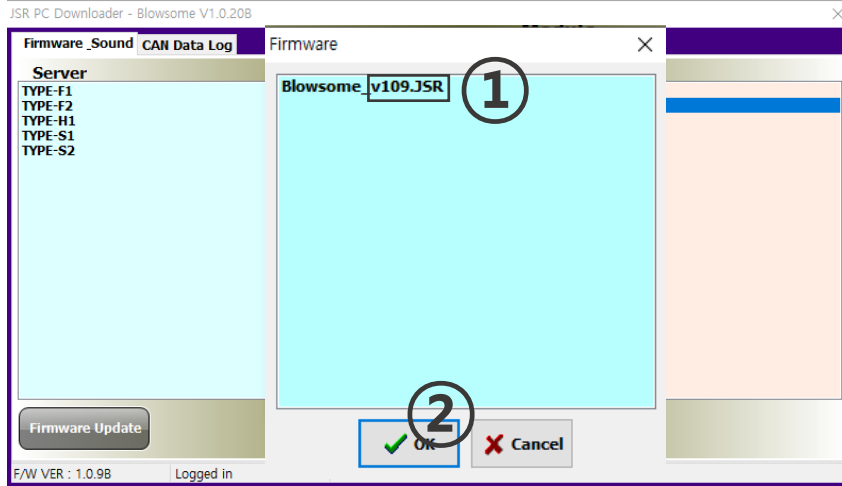 JSR PC Downloader - Blowsome V1.0.20B
Firmware _Sound
CAN Data Log
Firmware
Server
TYPE-F1
TYPE-F2
TYPE-H1
TYPE-S1
TYPE-S2
Blowsome_v109.JSR
①
②
Firmware Update
OK
Cancel
F/W VER : 1.0.9B
Logged in